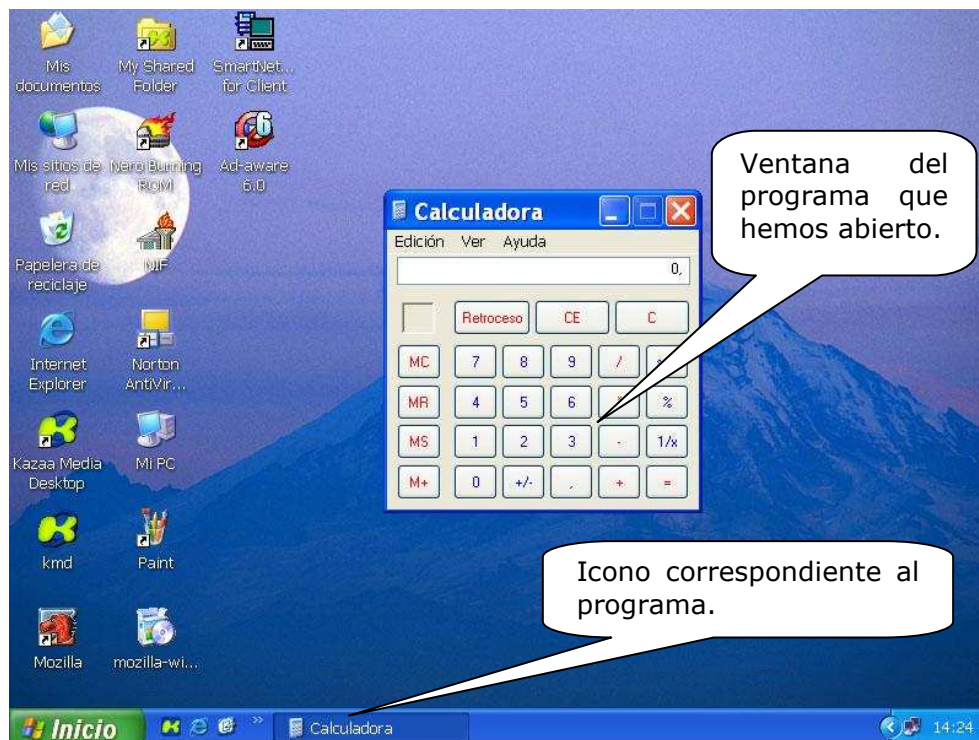 Mis
documentos
My Shared
Folder
SmartNet...
for Client
Mis sitios de
red
Nero Burning
ROM
Ad-aware
6.0
Papelera de
reciclaje
NIF
Internet
Explorer
Norton
AntiVir...
Kazaa Media
Desktop
Mi PC
kmd
Paint
Mozilla
mozilla-wi...
Calculadora
Edición Ver Ayuda
0,
Retroceso CE C
MC 7 8 9 /
MR 4 5 6 %
MS 1 2 3 - 1/x
M+ 0 +/- , + =
Ventana del
programa que
hemos abierto.
Icono correspondiente al
programa.
Inicio
Calculadora
14:24